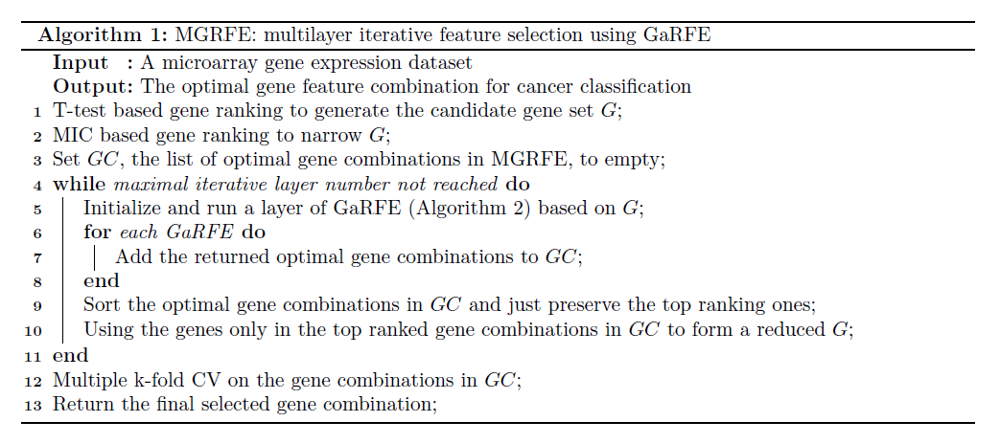 Algorithm 1: MGRFE: multilayer iterative feature selection using GaRFE
Input : A microarray gene expression dataset
Output: The optimal gene feature combination for cancer classification
1 T-test based gene ranking to generate the candidate gene set G;
2 MIC based gene ranking to narrow G;
3 Set GC, the list of optimal gene combinations in MGRFE, to empty;
4 while maximal iterative layer number not reached do
5 Initialize and run a layer of GaRFE (Algorithm 2) based on G;
6 for each GaRFE do
7 Add the returned optimal gene combinations to GC;
8 end
9 Sort the optimal gene combinations in GC and just preserve the top ranking ones;
10 Using the genes only in the top ranked gene combinations in GC to form a reduced G;
11 end
12 Multiple k-fold CV on the gene combinations in GC;
13 Return the final selected gene combination;